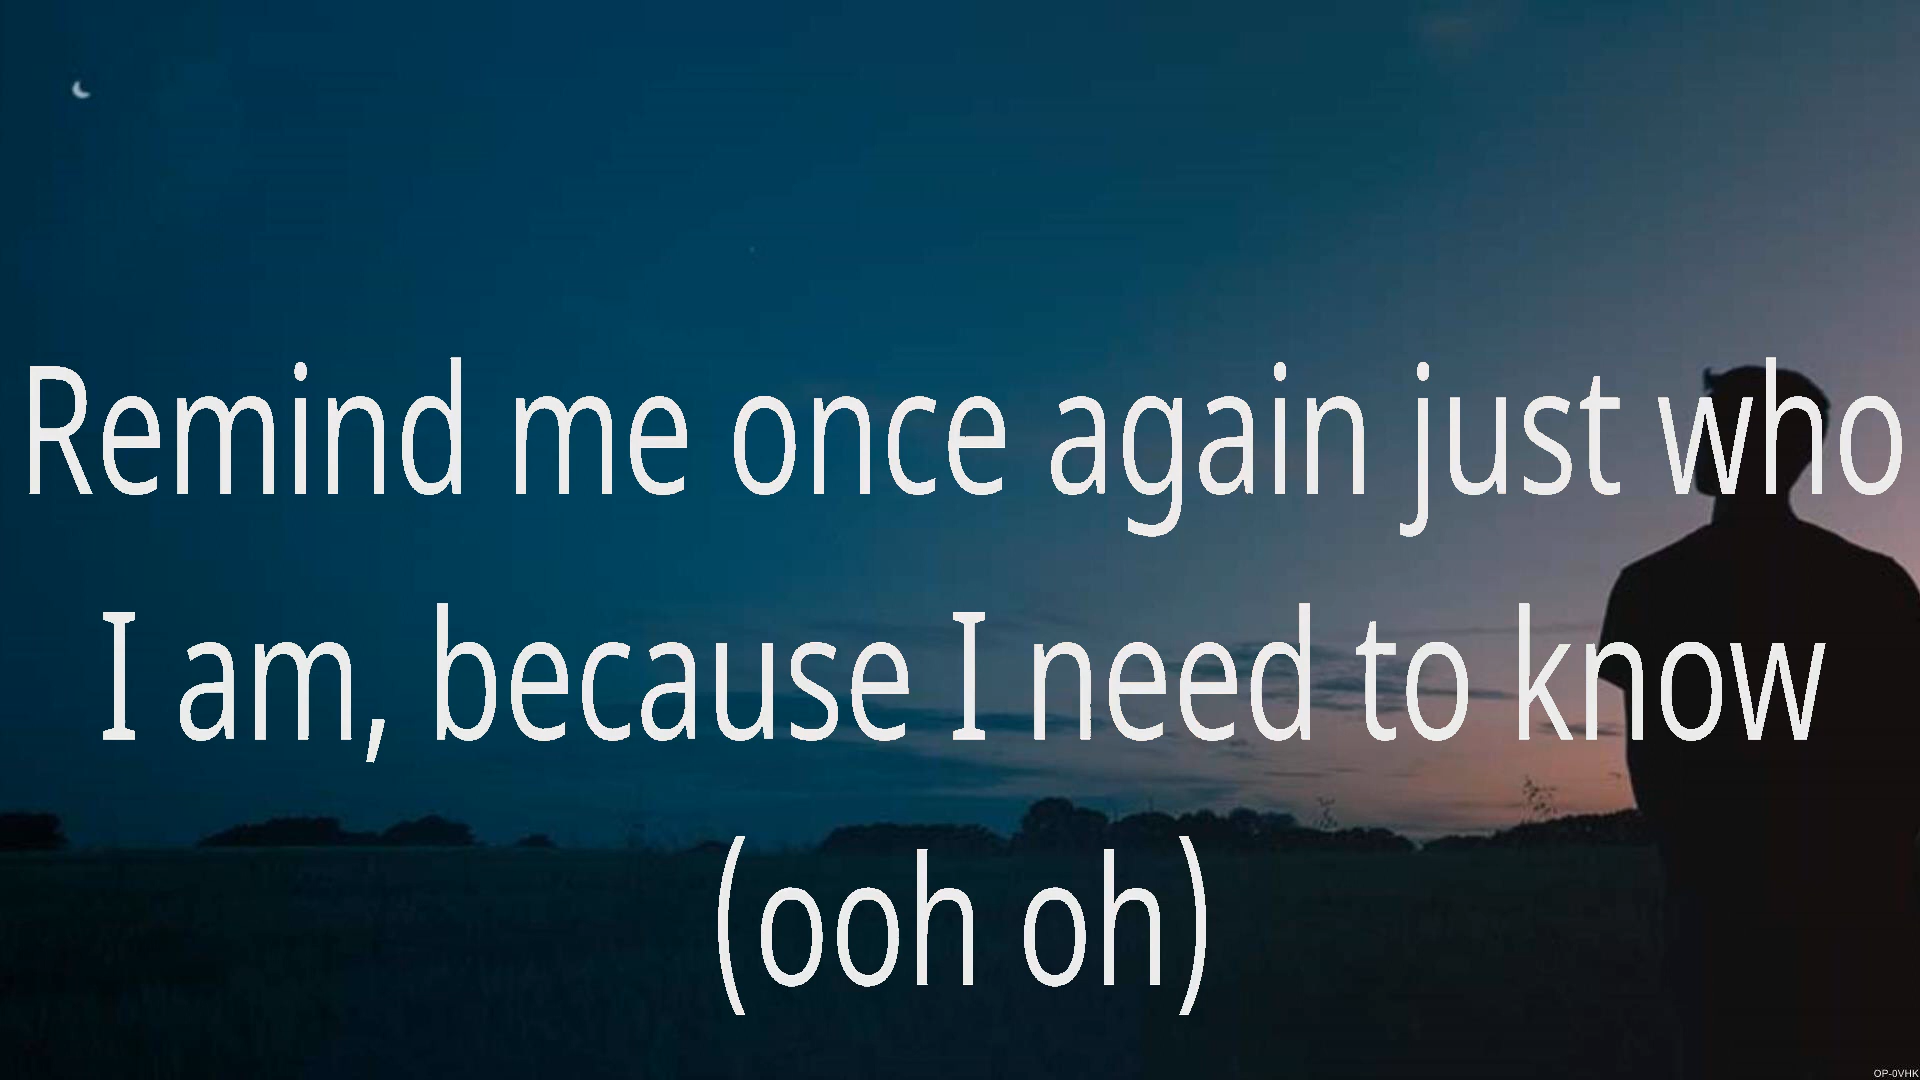 Remind me once again just who
I am, because I need to know
(ooh oh)
OP-0VHK